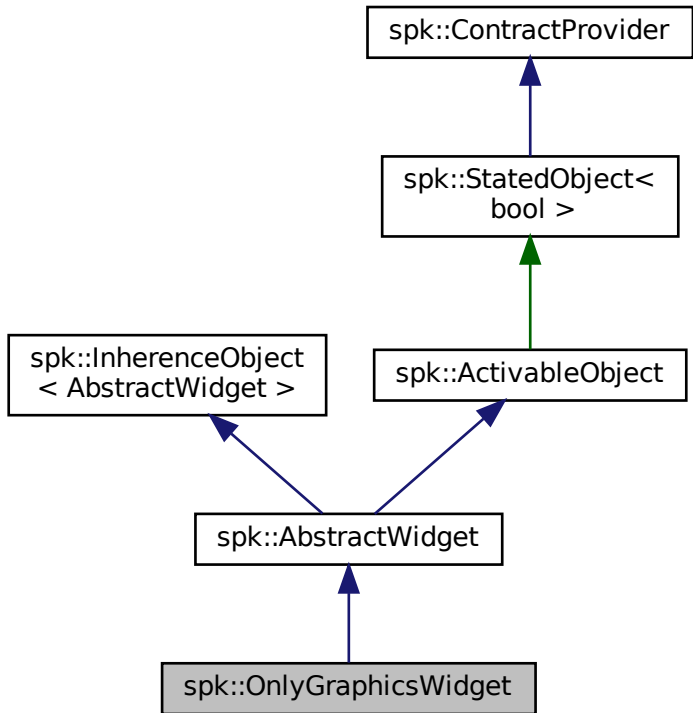 spk::ContractProvider
spk::StatedObject<
bool >
spk::InherenceObject
< AbstractWidget >
spk::ActivableObject
spk::AbstractWidget
spk::OnlyGraphicsWidget